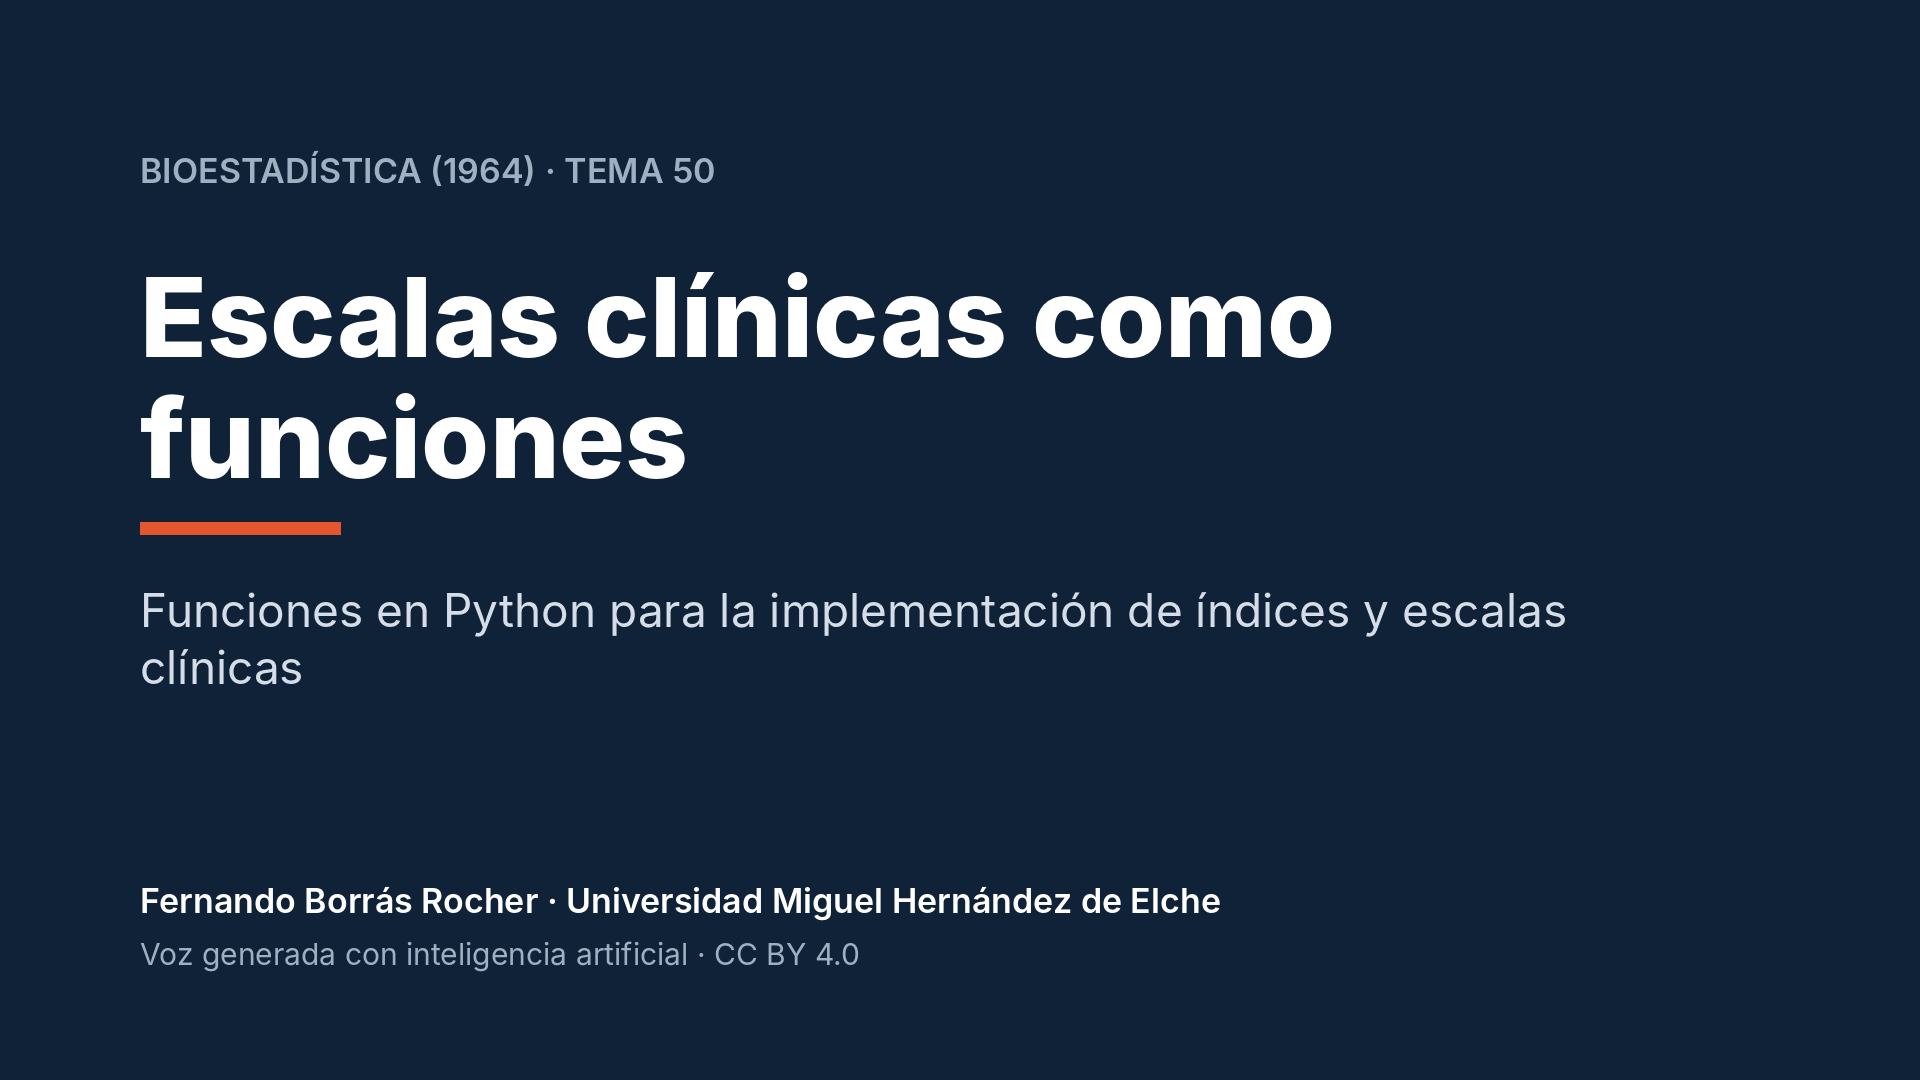 BIOESTADÍSTICA (1964) · TEMA 50
Escalas clínicas como
funciones
Funciones en Python para la implementación de índices y escalas
clínicas
Fernando Borrás Rocher · Universidad Miguel Hernández de Elche
Voz generada con inteligencia artificial · CC BY 4.0